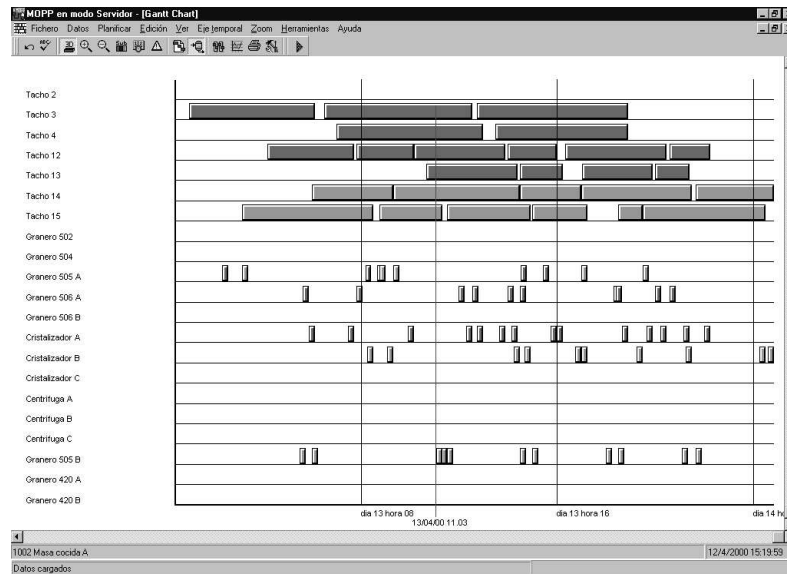 MOPP en modo Servidor - [Gantt Chart]
Fichero Datos Planificar Edición Ver Eje temporal Zoom Herramientas Ayuda
Tacho 2
Tacho 3
Tacho 4
Tacho 12
Tacho 13
Tacho 14
Tacho 15
Granero 502
Granero 504
Granero 505 A
Granero 506 A
Granero 506 B
Cristalizador A
Cristalizador B
Cristalizador C
Centrifuga A
Centrifuga B
Centrifuga C
Granero 505 B
Granero 420 A
Granero 420 B
dia 13 hora 08 dia 13 hora 16 dia 14 h
13/04/00 11.03
1002 Masa cocida A 12/4/2000 15:19:59
Datos cargados